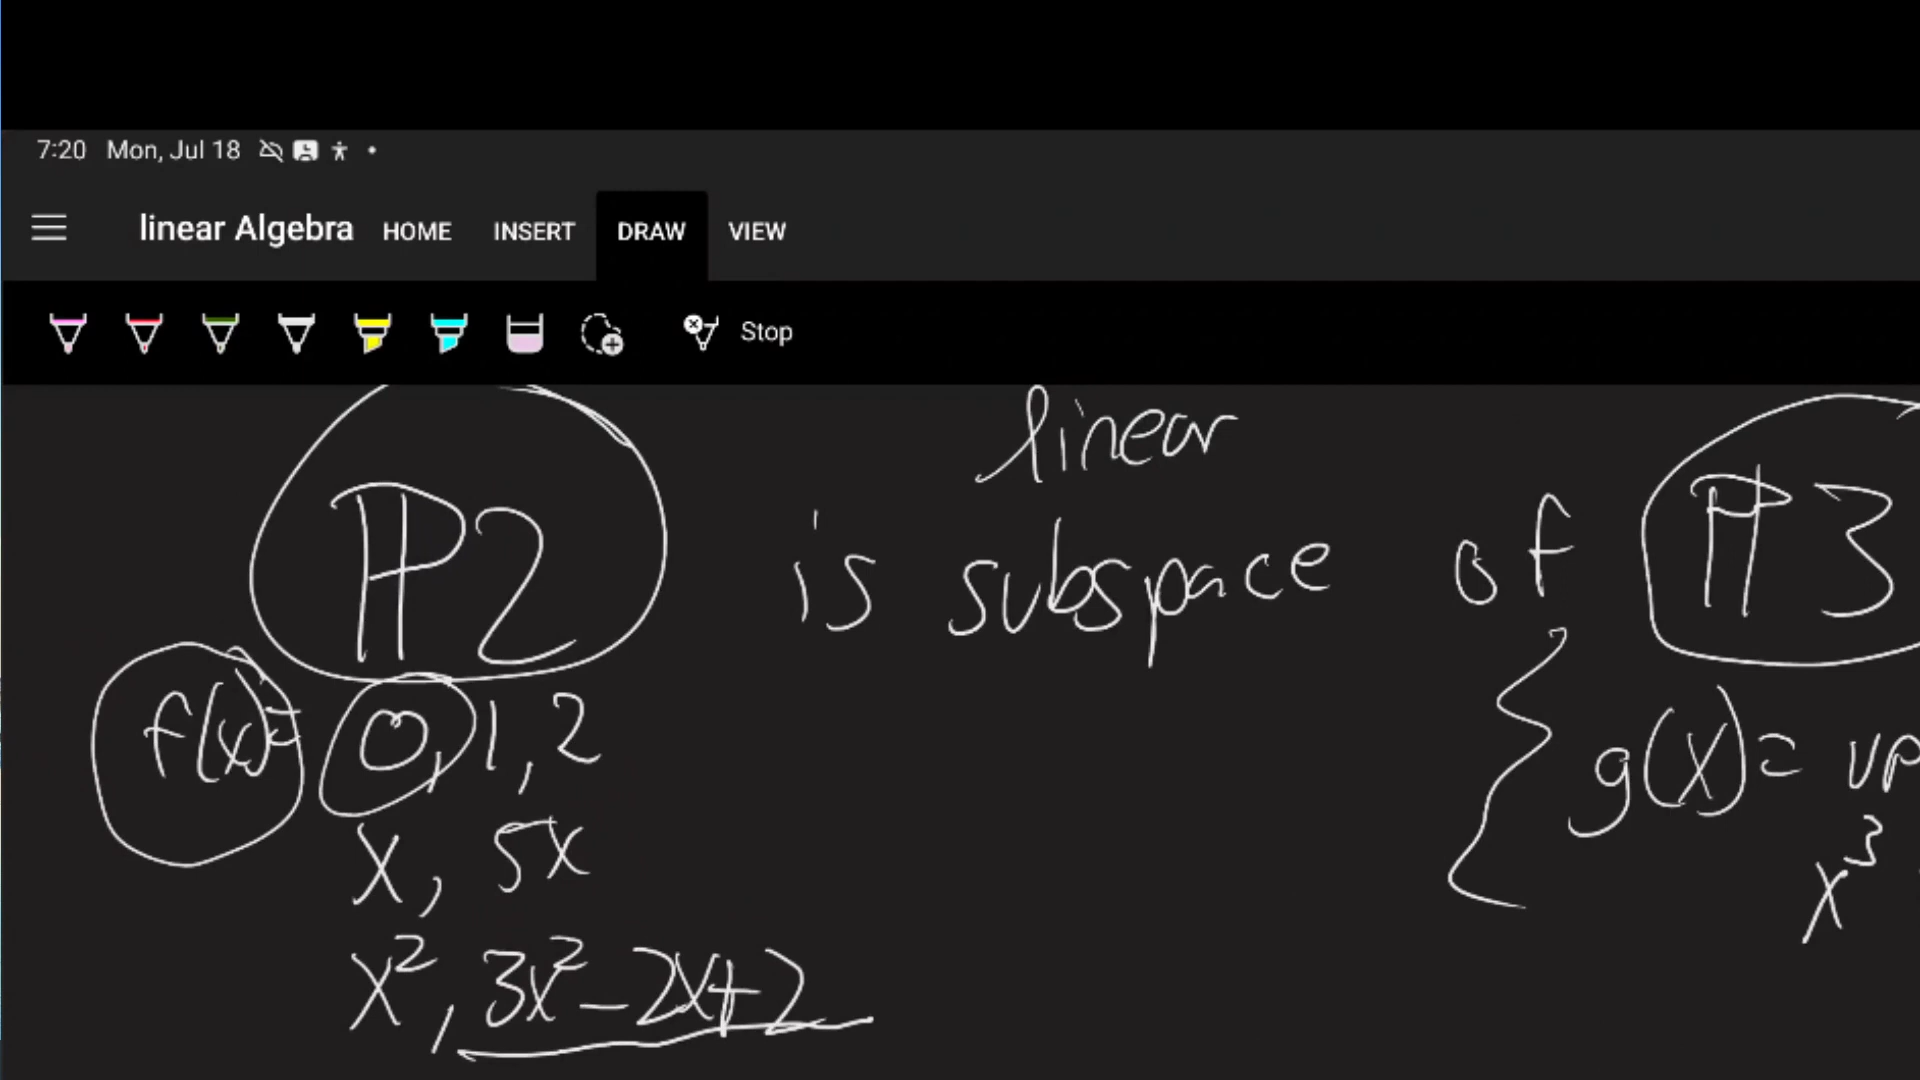 7:20 Mon, Jul 18
linear Algebra HOME INSERT DRAW VIEW
Stop
linear
ℙ2 is subspace of ℙ3
f(x)= 0, 1, 2
g(x)= up
x, 5x
x³
x², 3x²-2x+2